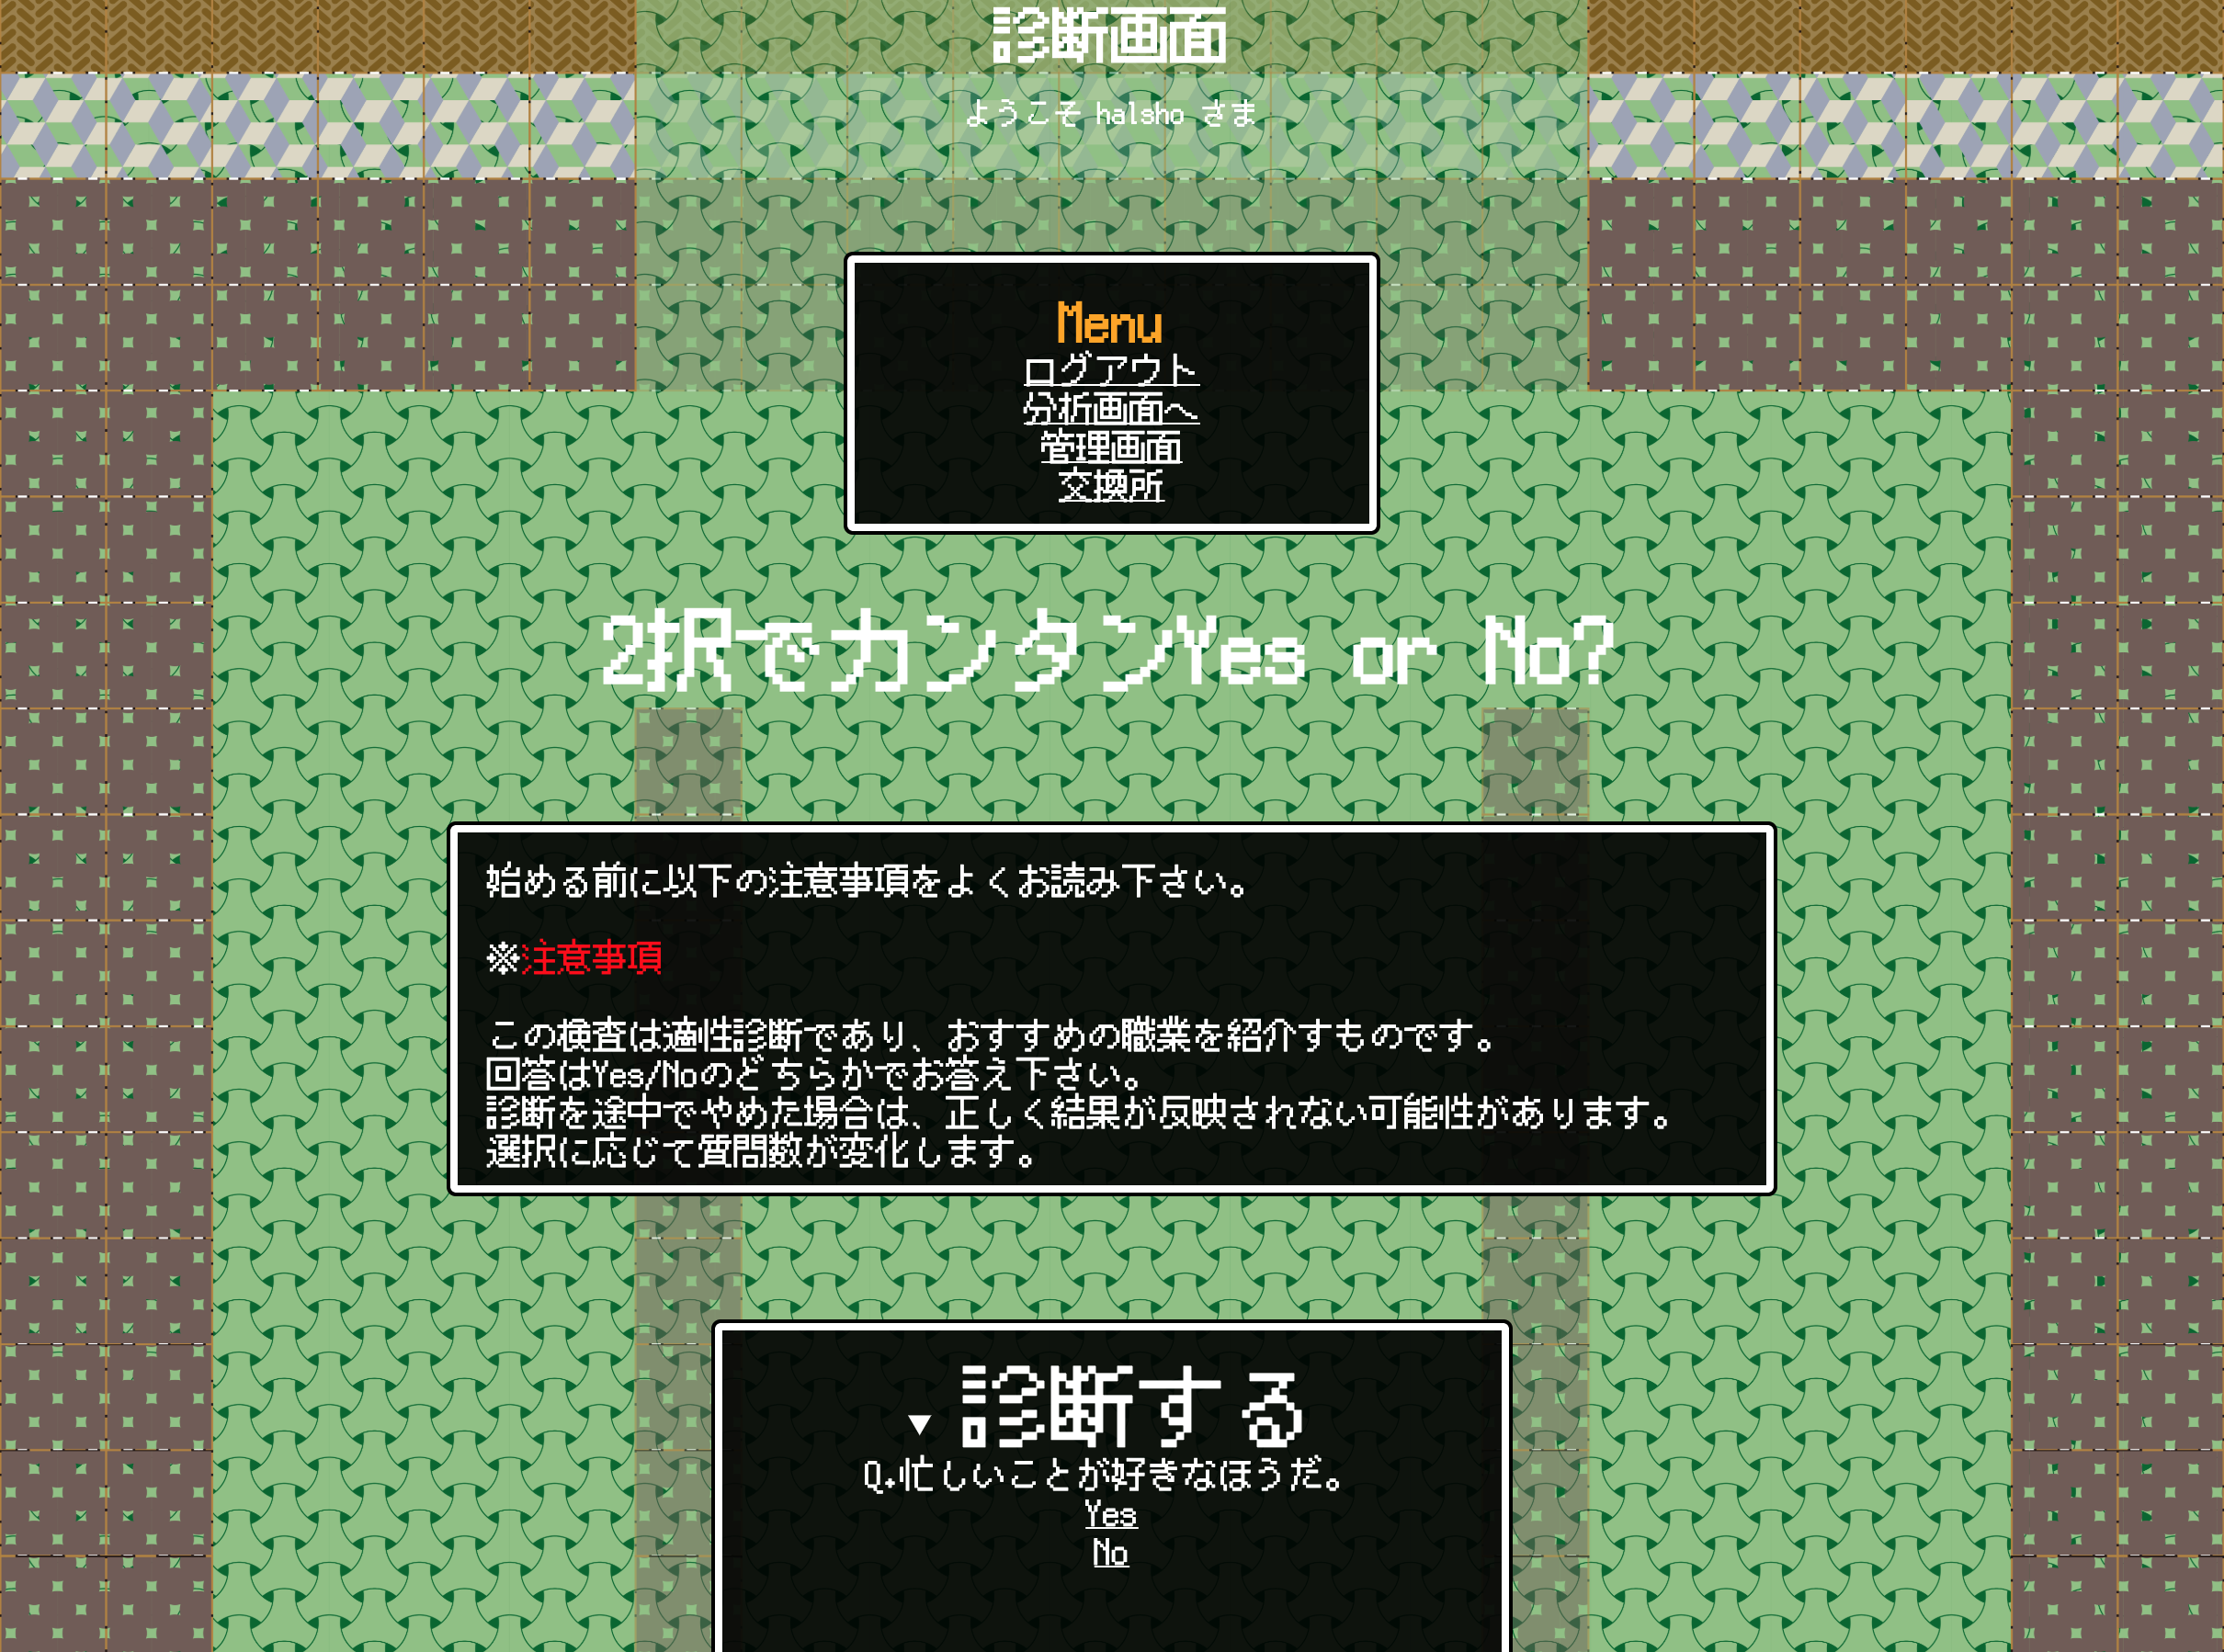 診断画面
ようこそ halsho さま
Menu
ログアウト
分析画面へ
管理画面
交換所
2択でカンタンYes or No?
始める前に以下の注意事項をよくお読み下さい。
※注意事項
この検査は適性診断であり、おすすめの職業を紹介すものです。
回答はYes/Noのどちらかでお答え下さい。
診断を途中でやめた場合は、正しく結果が反映されない可能性があります。
選択に応じて質問数が変化します。
▼ 診断する
Q.忙しいことが好きなほうだ。
Yes
No